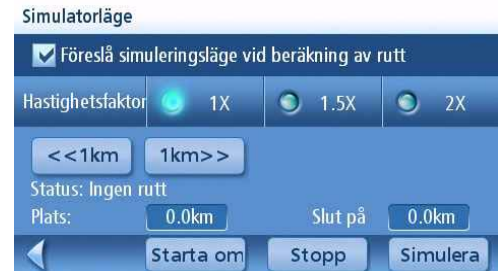 Simulatorläge
Föreslå simuleringsläge vid beräkning av rutt
Hastighetsfaktor 1X 1.5X 2X
<<1km 1km>>
Status: Ingen rutt
Plats: 0.0km Slut på 0.0km
Starta om Stopp Simulera